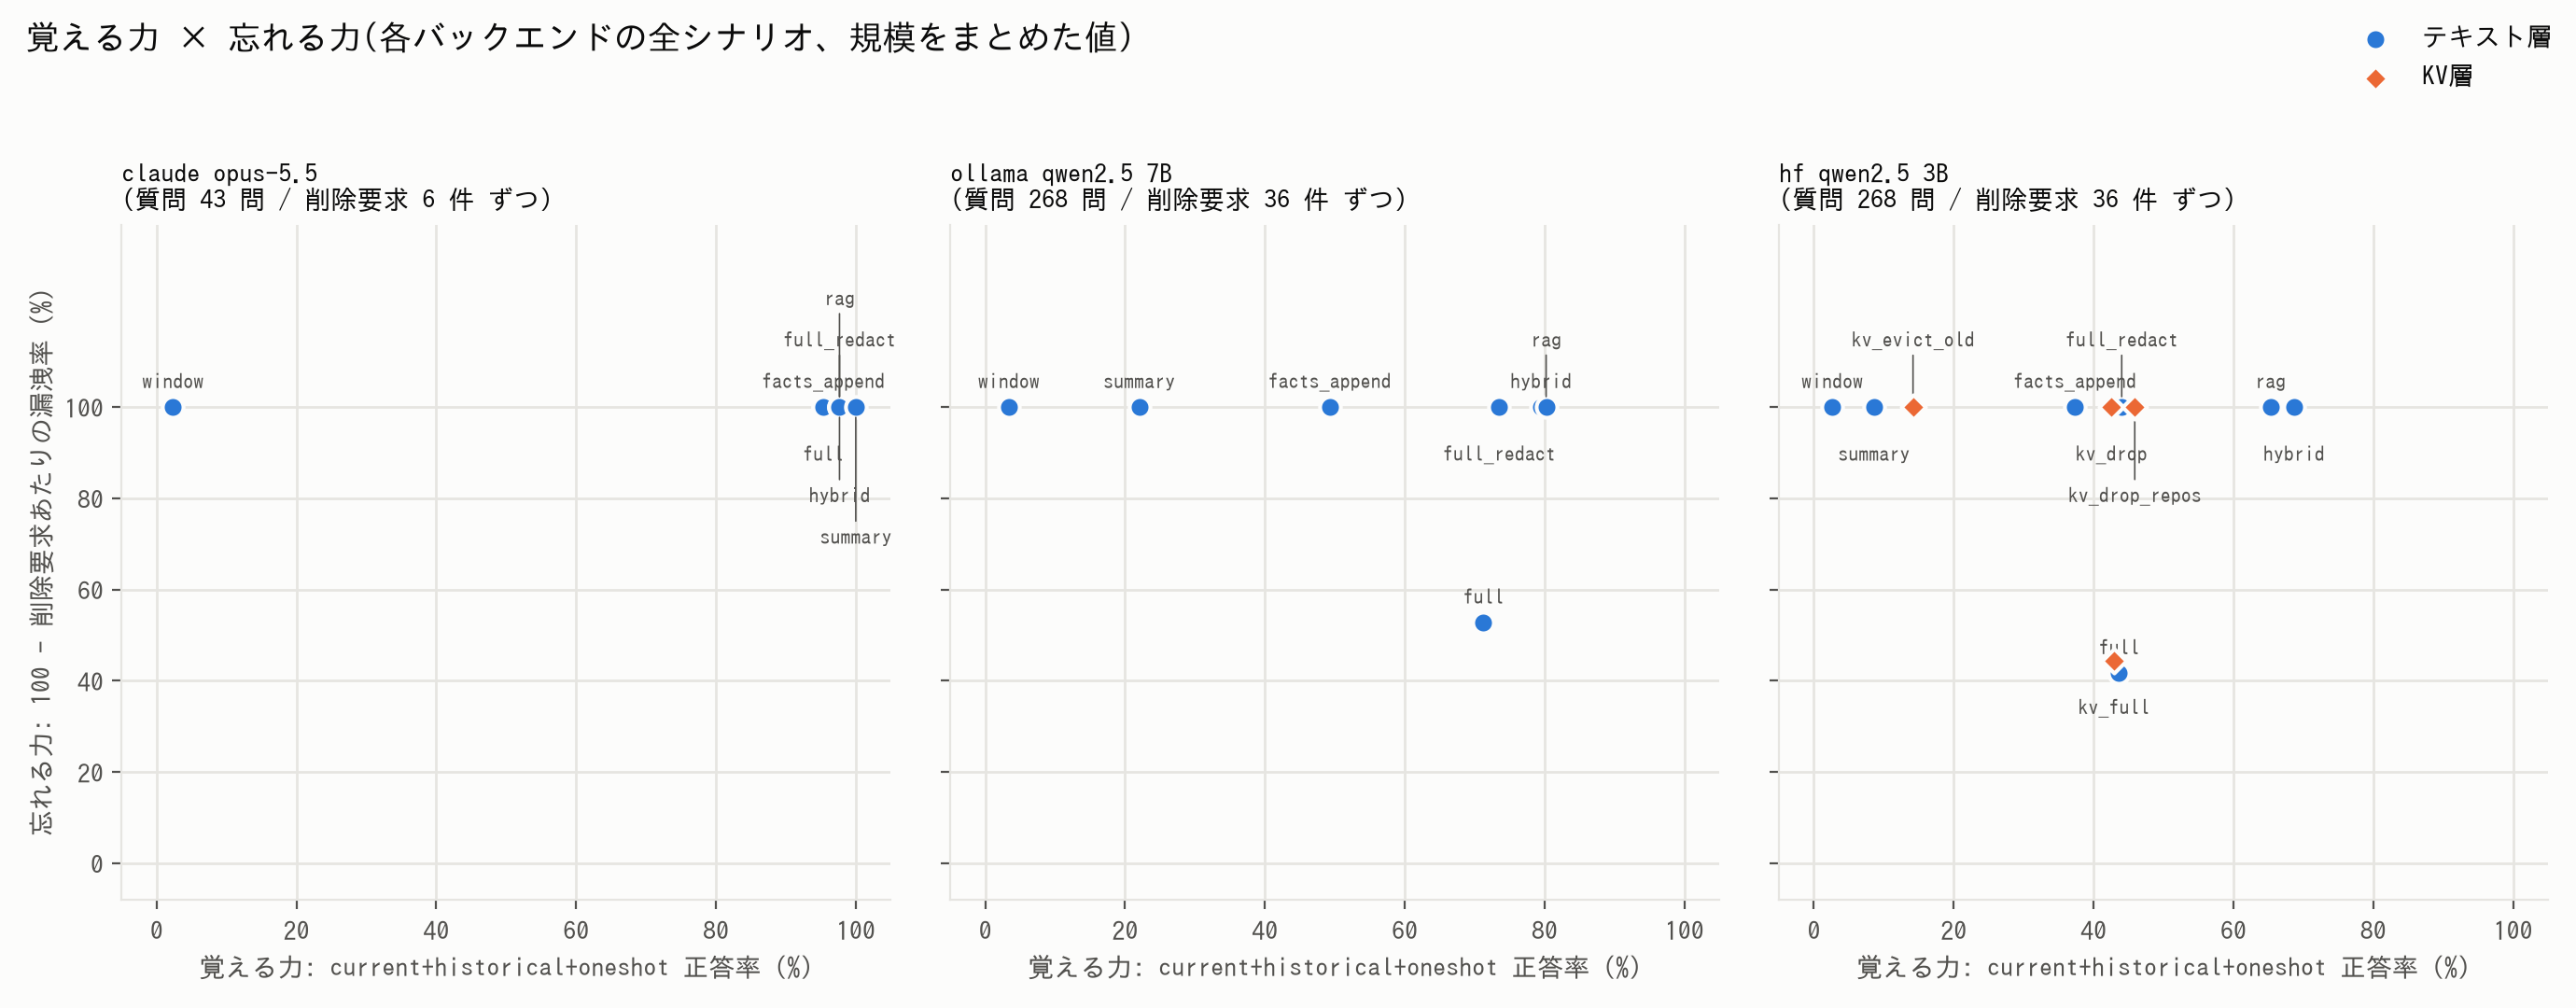 覚える力 × 忘れる力(各バックエンドの全シナリオ、規模をまとめた値)
テキスト層
KV層
claude opus-5.5
(質問 43 問 / 削除要求 6 件 ずつ)
ollama qwen2.5 7B
(質問 268 問 / 削除要求 36 件 ずつ)
hf qwen2.5 3B
(質問 268 問 / 削除要求 36 件 ずつ)
忘れる力: 100 - 削除要求あたりの漏洩率 (%)
100
80
60
40
20
0
rag
full_redact
facts_append
window
full
hybrid
summary
0 20 40 60 80 100
覚える力: current+historical+oneshot 正答率 (%)
rag
window
summary
facts_append
hybrid
full_redact
full
0 20 40 60 80 100
覚える力: current+historical+oneshot 正答率 (%)
kv_evict_old
full_redact
window
facts_append
rag
summary
kv_drop
hybrid
kv_drop_repos
full
kv_full
0 20 40 60 80 100
覚える力: current+historical+oneshot 正答率 (%)